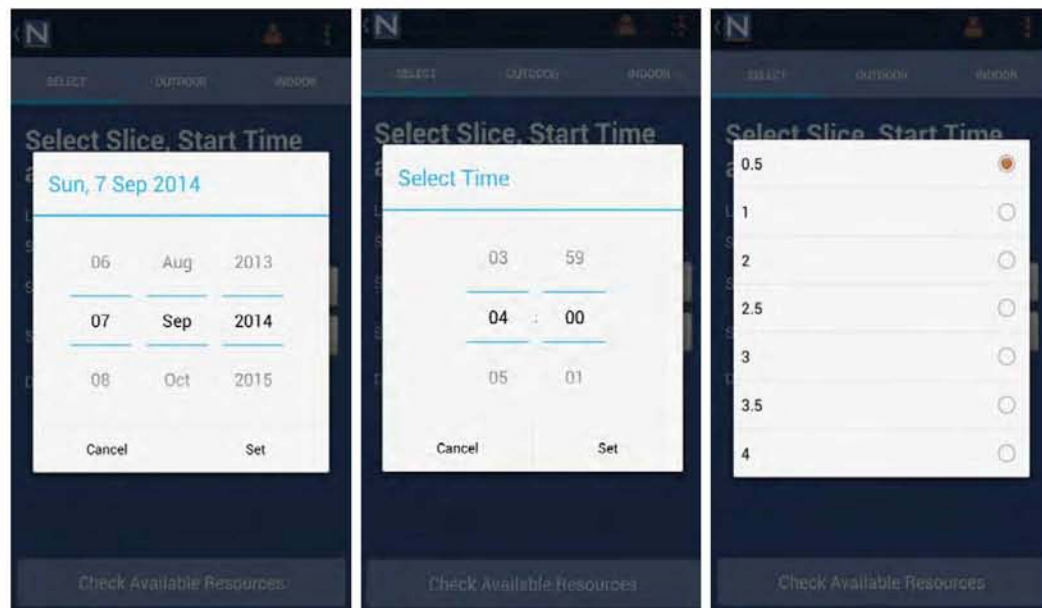 N
SELECT OUTDOOR INDOOR
Select Slice, Start Time
a
Sun, 7 Sep 2014
06 Aug 2013
07 Sep 2014
08 Oct 2015
Cancel Set
Check Available Resources
N
SELECT OUTDOOR INDOOR
Select Slice, Start Time
Select Time
03 59
04 : 00
05 01
Cancel Set
Check Available Resources
N
SELECT OUTDOOR INDOOR
Select Slice, Start Time
0.5
1
2
2.5
3
3.5
4
Check Available Resources